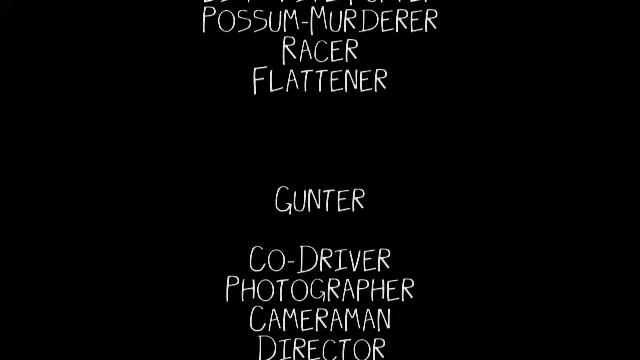 Possum-Murderer
Racer
Flattener
Gunter
Co-Driver
Photographer
Cameraman
Director